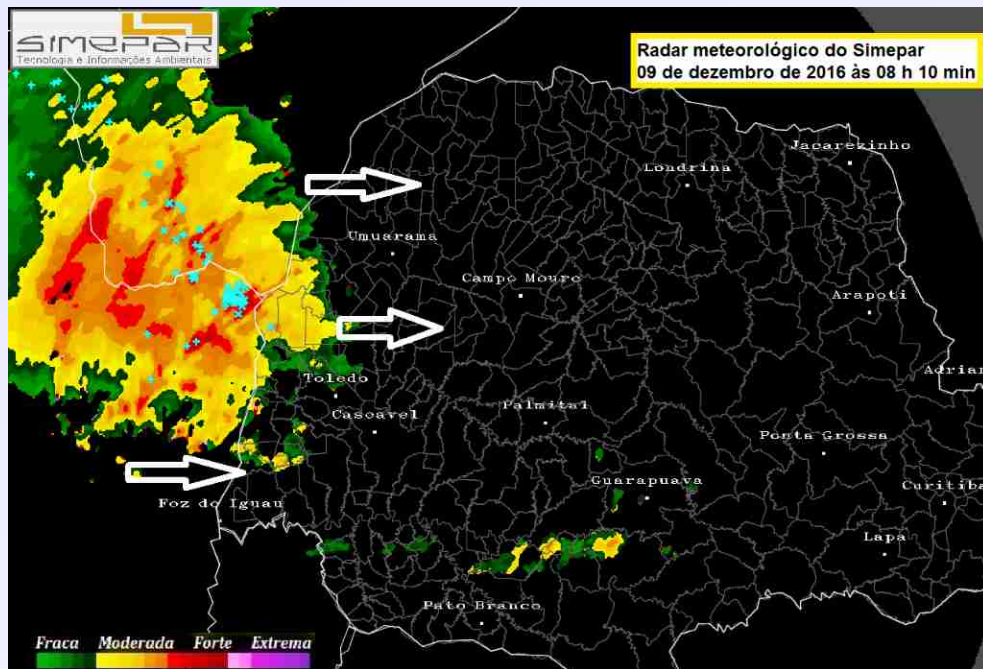 SIMEPAR
Tecnologia e Informações Ambientais
Radar meteorológico do Simepar
09 de dezembro de 2016 às 08 h 10 min
Jacarezinho
Londrina
Umuarama
Campo Mouro
Arapoti
Adrian
Toledo
Cascavel
Palmital
Ponta Grossa
Guarapuava
Curitiba
Foz do Iguau
Lapa
Pato Branco
Fraca Moderada Forte Extrema